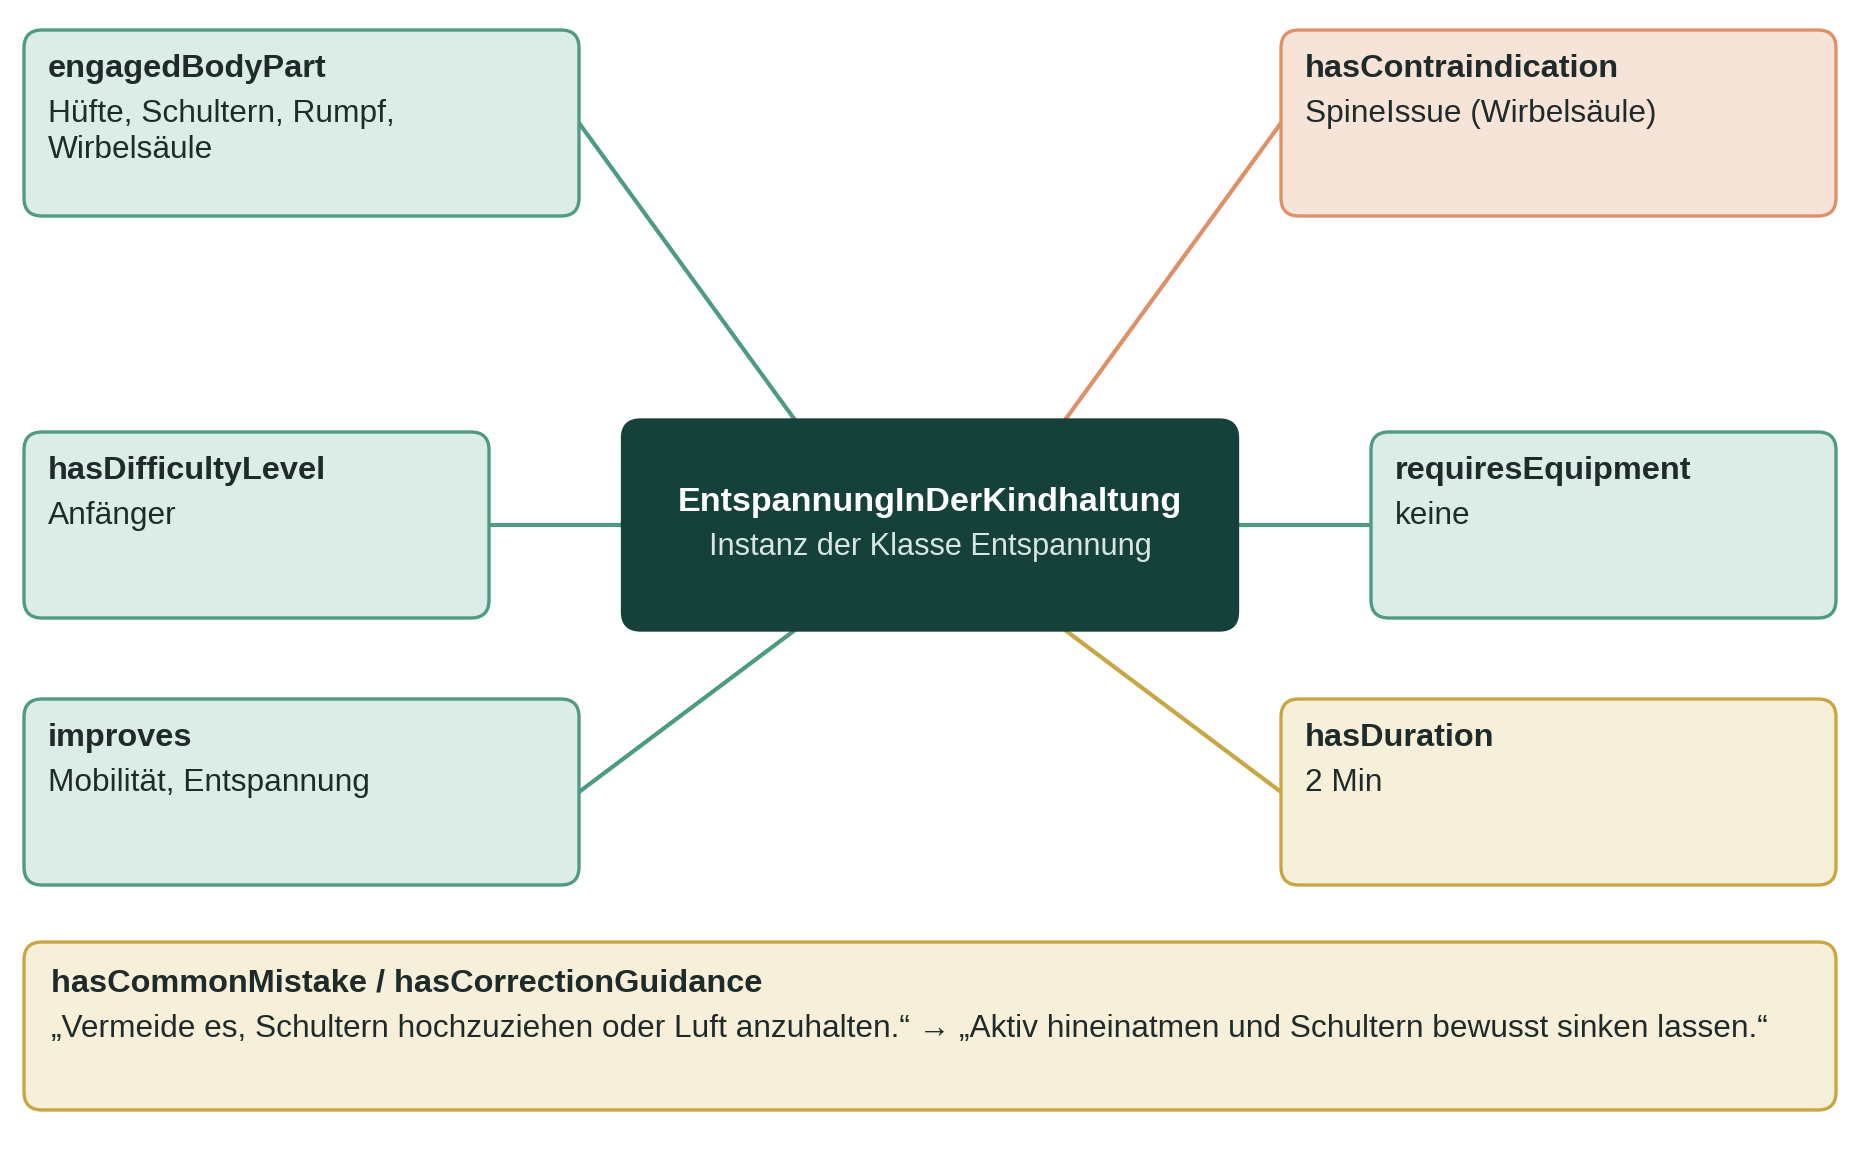 engagedBodyPart
Hüfte, Schultern, Rumpf,
Wirbelsäule
hasContraindication
SpineIssue (Wirbelsäule)
hasDifficultyLevel
Anfänger
EntspannungInDerKindhaltung
Instanz der Klasse Entspannung
requiresEquipment
keine
improves
Mobilität, Entspannung
hasDuration
2 Min
hasCommonMistake / hasCorrectionGuidance
„Vermeide es, Schultern hochzuziehen oder Luft anzuhalten.“ → „Aktiv hineinatmen und Schultern bewusst sinken lassen.“